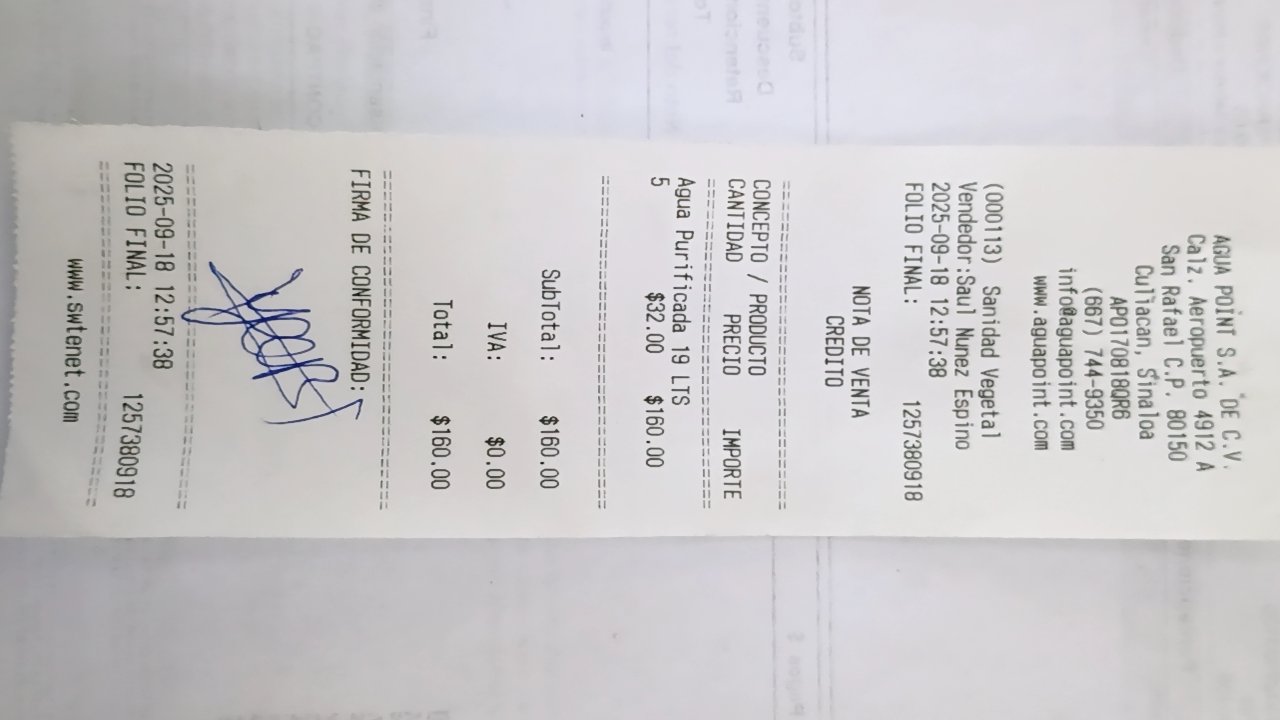 AGUA POINT S.A. DE C.V.
Calz. Aeropuerto 4912 A
San Rafael C.P. 80150
Culiacan, Sinaloa
APO170818QR6
(667) 744-9350
info@aguapoint.com
www.aguapoint.com
(000113) Sanidad Vegetal
Vendedor:Saul Nunez Espino
2025-09-18 12:57:38
FOLIO FINAL: 1257380918
NOTA DE VENTA
CREDITO
CONCEPTO / PRODUCTO
CANTIDAD PRECIO IMPORTE
Agua Purificada 19 LTS
5 $32.00 $160.00
SubTotal: $160.00
IVA: $0.00
Total: $160.00
FIRMA DE CONFORMIDAD:
2025-09-18 12:57:38
FOLIO FINAL: 1257380918
www.swtenet.com